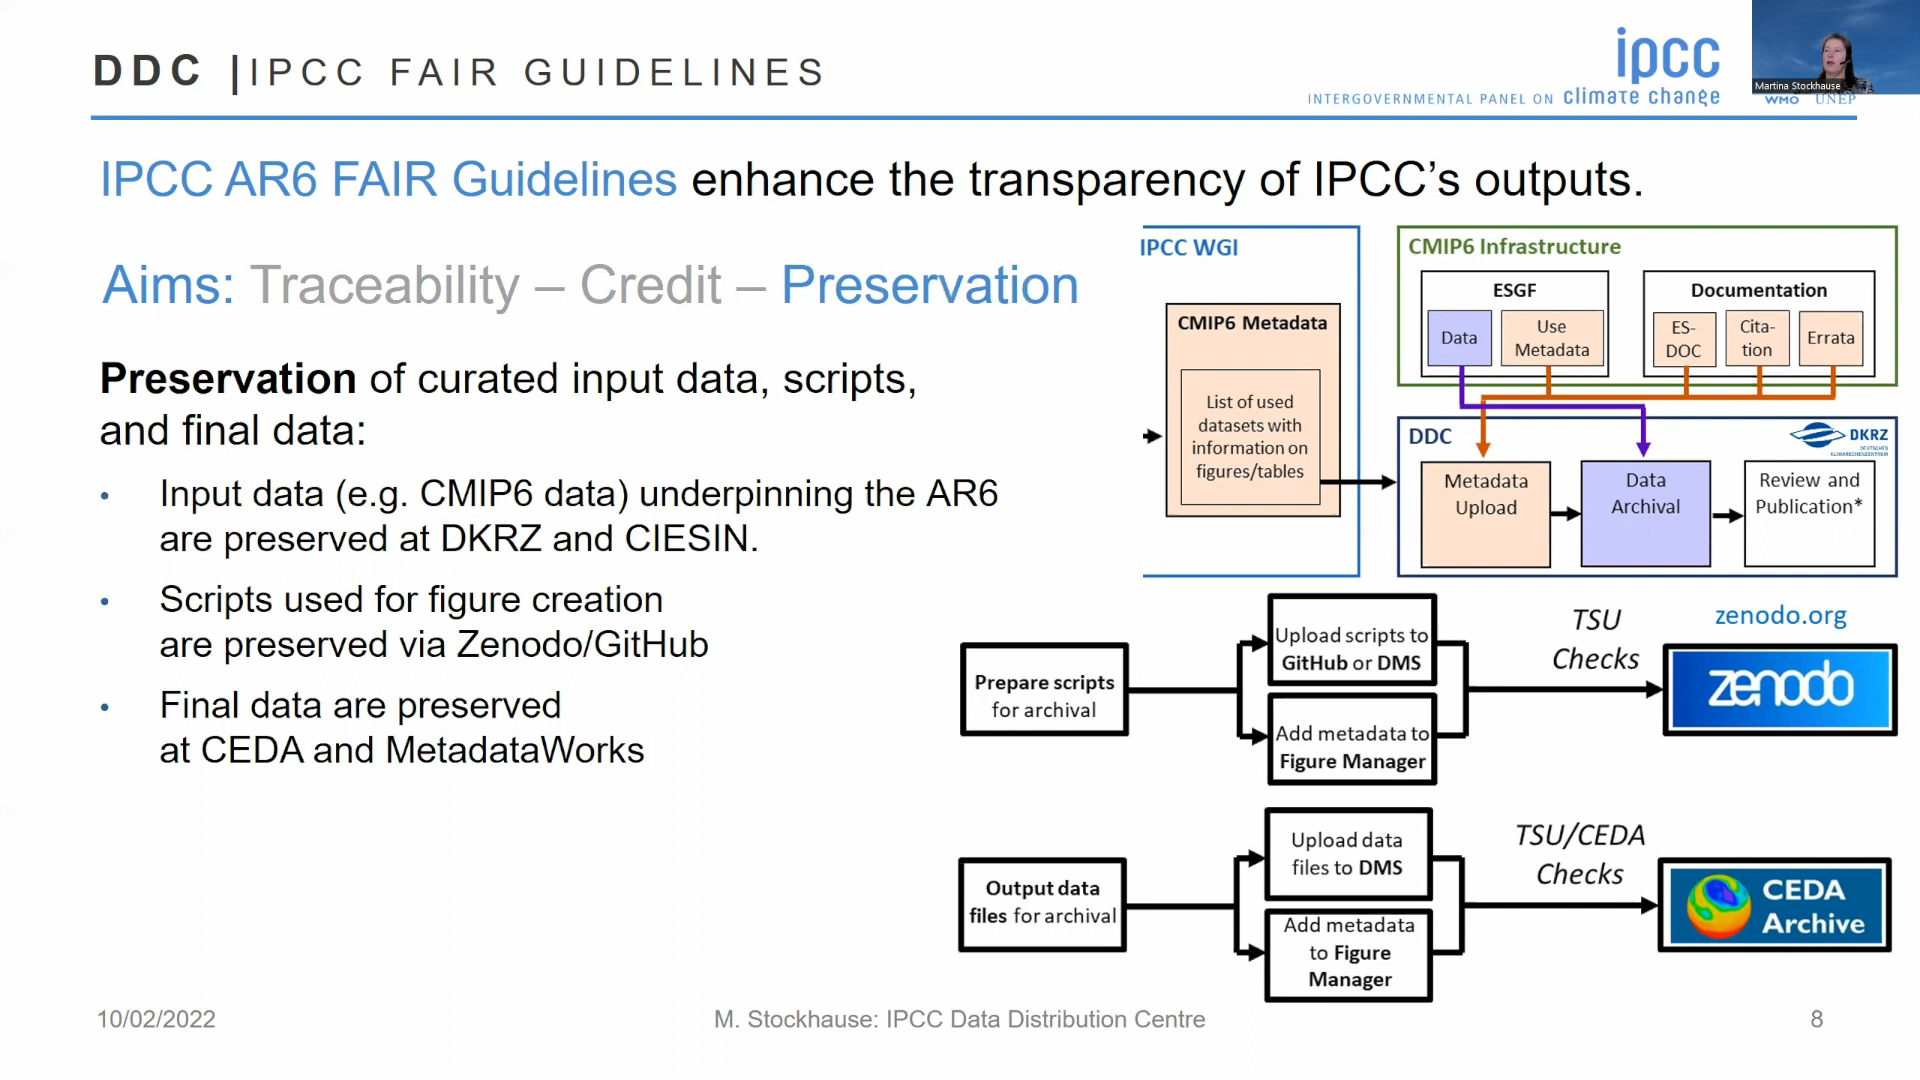 DDC | IPCC FAIR GUIDELINES
ipcc
INTERGOVERNMENTAL PANEL ON climate change
WMO UNEP
Martina Stockhause
IPCC AR6 FAIR Guidelines enhance the transparency of IPCC’s outputs.
Aims: Traceability – Credit – Preservation
Preservation of curated input data, scripts,
and final data:
• Input data (e.g. CMIP6 data) underpinning the AR6
are preserved at DKRZ and CIESIN.
• Scripts used for figure creation
are preserved via Zenodo/GitHub
• Final data are preserved
at CEDA and MetadataWorks
IPCC WGI
CMIP6 Metadata
List of used
datasets with
information on
figures/tables
CMIP6 Infrastructure
ESGF
Data
Use
Metadata
Documentation
ES-
DOC
Cita-
tion
Errata
DDC
DKRZ
DEUTSCHES
KLIMARECHENZENTRUM
Metadata
Upload
Data
Archival
Review and
Publication*
Prepare scripts
for archival
Upload scripts to
GitHub or DMS
Add metadata to
Figure Manager
TSU
Checks
zenodo.org
zenodo
Output data
files for archival
Upload data
files to DMS
Add metadata
to Figure
Manager
TSU/CEDA
Checks
CEDA
Archive
10/02/2022
M. Stockhause: IPCC Data Distribution Centre
8